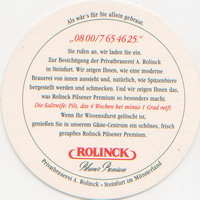 Als wär's für Sie allein gebraut.
„0800/7 65 46 25."
Sie rufen an, wir laden Sie ein.
Zur Besichtigung der Privatbrauerei A. Rolinck
in Steinfurt. Wir zeigen Ihnen, wie eine moderne
Brauerei von innen aussieht und, natürlich, wie Spitzenbiere
hergestellt werden und schmecken. Und wir zeigen Ihnen das,
was Rolinck Pilsener Premium so besonders macht.
Die Kaltreife: Pils, das 4 Wochen bei minus 1 Grad reift.
Wenn Ihr Wissensdurst gelöscht ist,
genießen Sie in unserem Gäste-Centrum ein schönes, frisch
gezapftes Rolinck Pilsener Premium.
ROLINCK
Pilsener Premium
Privatbrauerei A. Rolinck • Steinfurt im Münsterland